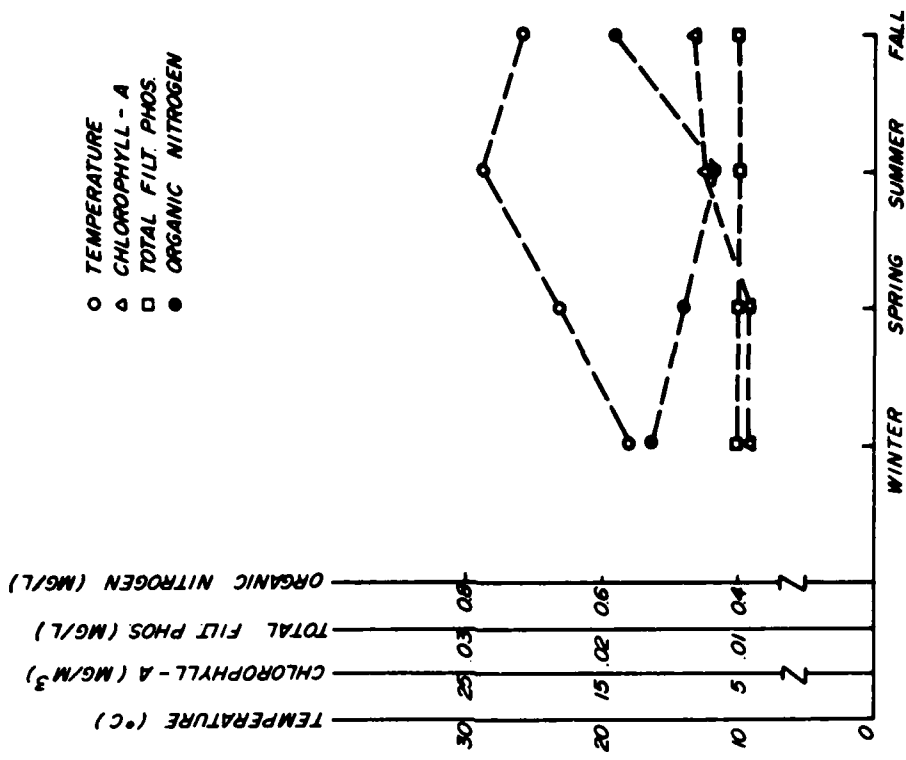 ○ TEMPERATURE
△ CHLOROPHYLL - A
□ TOTAL FILT. PHOS.
● ORGANIC NITROGEN
TEMPERATURE (°C)
CHLOROPHYLL - A (MG/M³)
TOTAL FILT. PHOS. (MG/L)
ORGANIC NITROGEN (MG/L)
30 25 .03 0.8
20 15 .02 0.6
10 5 .01 0.4
0
WINTER SPRING SUMMER FALL